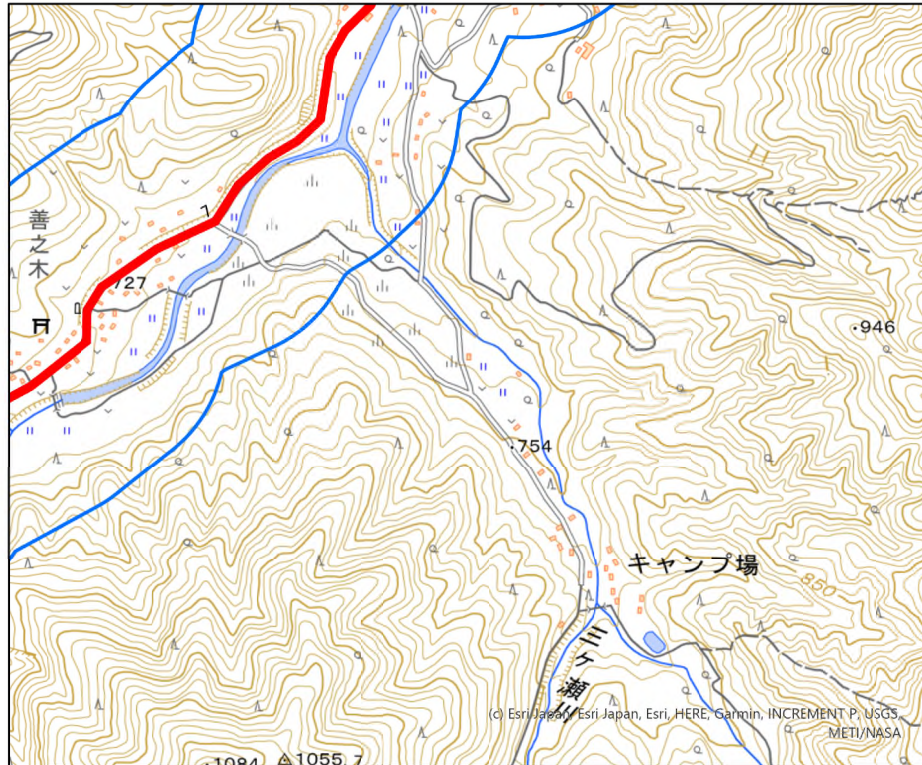 善之木
727
946
754
キャンプ場
850
三ケ瀬川
(c) Esri Japan, Esri Japan, Esri, HERE, Garmin, INCREMENT P, USGS,
METI/NASA
1084
1055.7